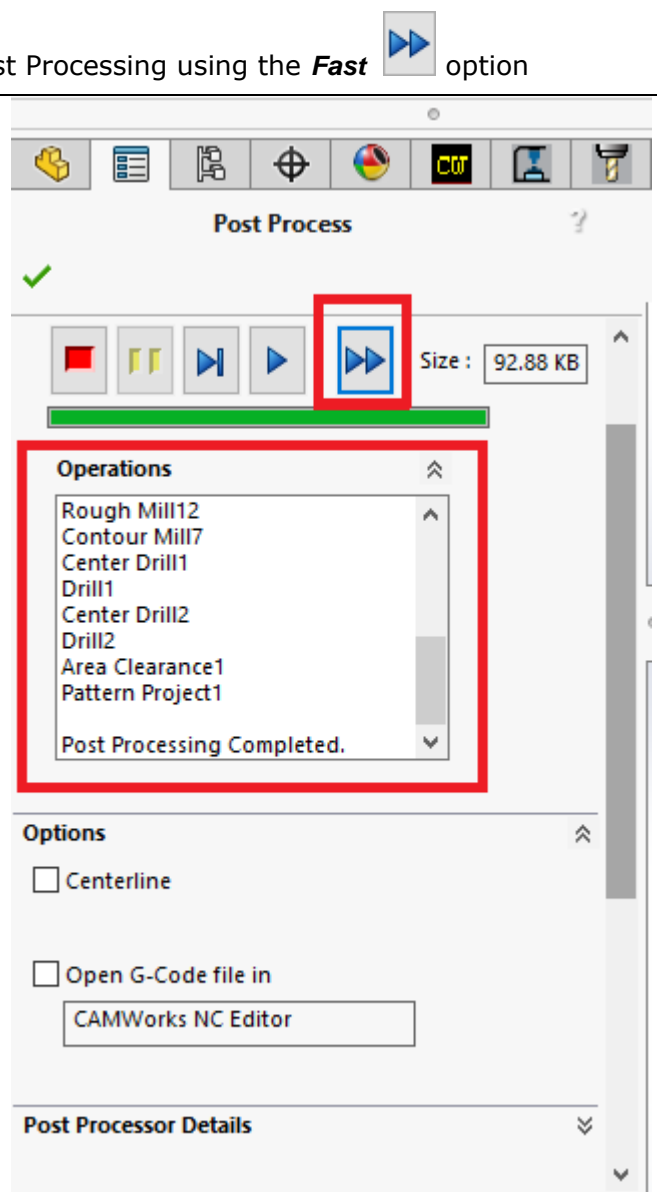 st Processing using the Fast option
CW
Post Process
?
Size : 92.88 KB
Operations
Rough Mill12
Contour Mill7
Center Drill1
Drill1
Center Drill2
Drill2
Area Clearance1
Pattern Project1
Post Processing Completed.
Options
Centerline
Open G-Code file in
CAMWorks NC Editor
Post Processor Details